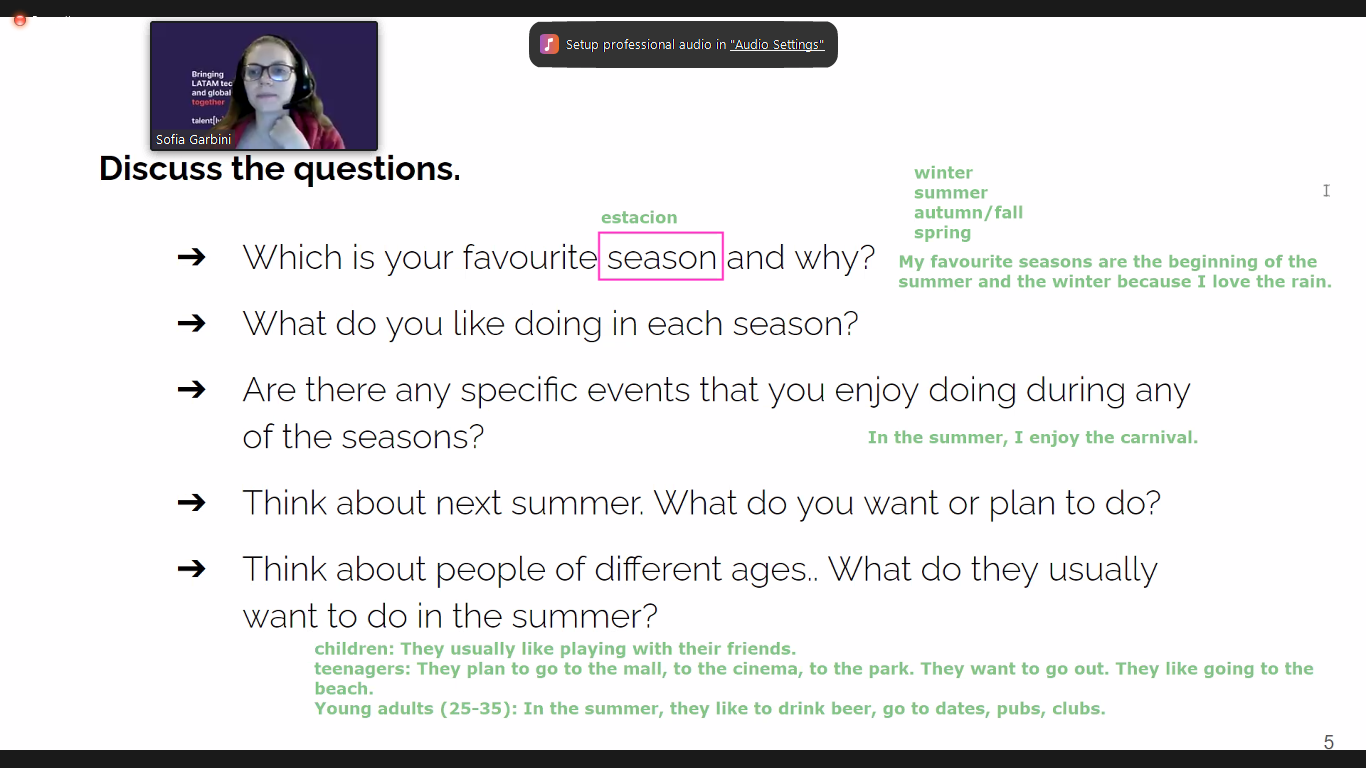 Setup professional audio in "Audio Settings"
Bringing
LATAM tec
and global
together
talent[
Sofia Garbini
Discuss the questions.
winter
summer
autumn/fall
spring
estacion
➔ Which is your favourite season and why?
My favourite seasons are the beginning of the
summer and the winter because I love the rain.
➔ What do you like doing in each season?
➔ Are there any specific events that you enjoy doing during any
of the seasons?
In the summer, I enjoy the carnival.
➔ Think about next summer. What do you want or plan to do?
➔ Think about people of different ages.. What do they usually
want to do in the summer?
children: They usually like playing with their friends.
teenagers: They plan to go to the mall, to the cinema, to the park. They want to go out. They like going to the
beach.
Young adults (25-35): In the summer, they like to drink beer, go to dates, pubs, clubs.
5